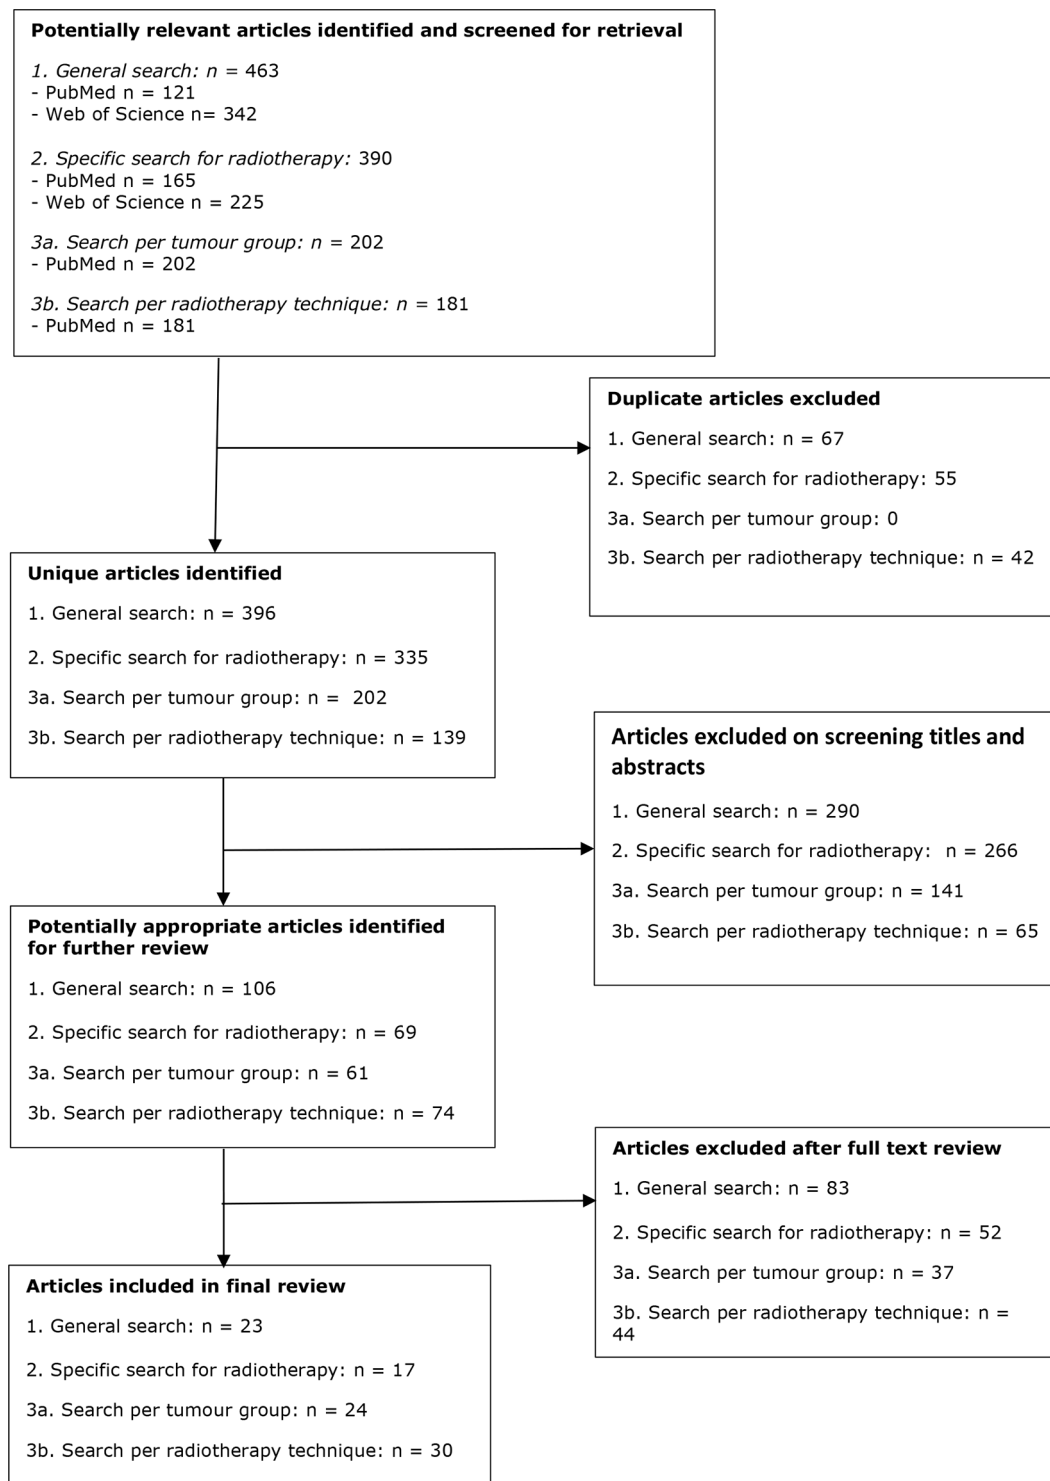 Potentially relevant articles identified and screened for retrieval
1. General search: n = 463
- PubMed n = 121
- Web of Science n= 342
2. Specific search for radiotherapy: 390
- PubMed n = 165
- Web of Science n = 225
3a. Search per tumour group: n = 202
- PubMed n = 202
3b. Search per radiotherapy technique: n = 181
- PubMed n = 181
Duplicate articles excluded
1. General search: n = 67
2. Specific search for radiotherapy: 55
3a. Search per tumour group: 0
3b. Search per radiotherapy technique: n = 42
Unique articles identified
1. General search: n = 396
2. Specific search for radiotherapy: n = 335
3a. Search per tumour group: n =  202
3b. Search per radiotherapy technique: n = 139
Articles excluded on screening titles and
abstracts
1. General search: n = 290
2. Specific search for radiotherapy:  n = 266
3a. Search per tumour group: n = 141
3b. Search per radiotherapy technique: n = 65
Potentially appropriate articles identified
for further review
1. General search: n = 106
2. Specific search for radiotherapy: n = 69
3a. Search per tumour group: n = 61
3b. Search per radiotherapy technique: n = 74
Articles excluded after full text review
1. General search: n = 83
2. Specific search for radiotherapy: n = 52
3a. Search per tumour group: n = 37
3b. Search per radiotherapy technique: n =
44
Articles included in final review
1. General search: n = 23
2. Specific search for radiotherapy: n = 17
3a. Search per tumour group: n = 24
3b. Search per radiotherapy technique: n = 30